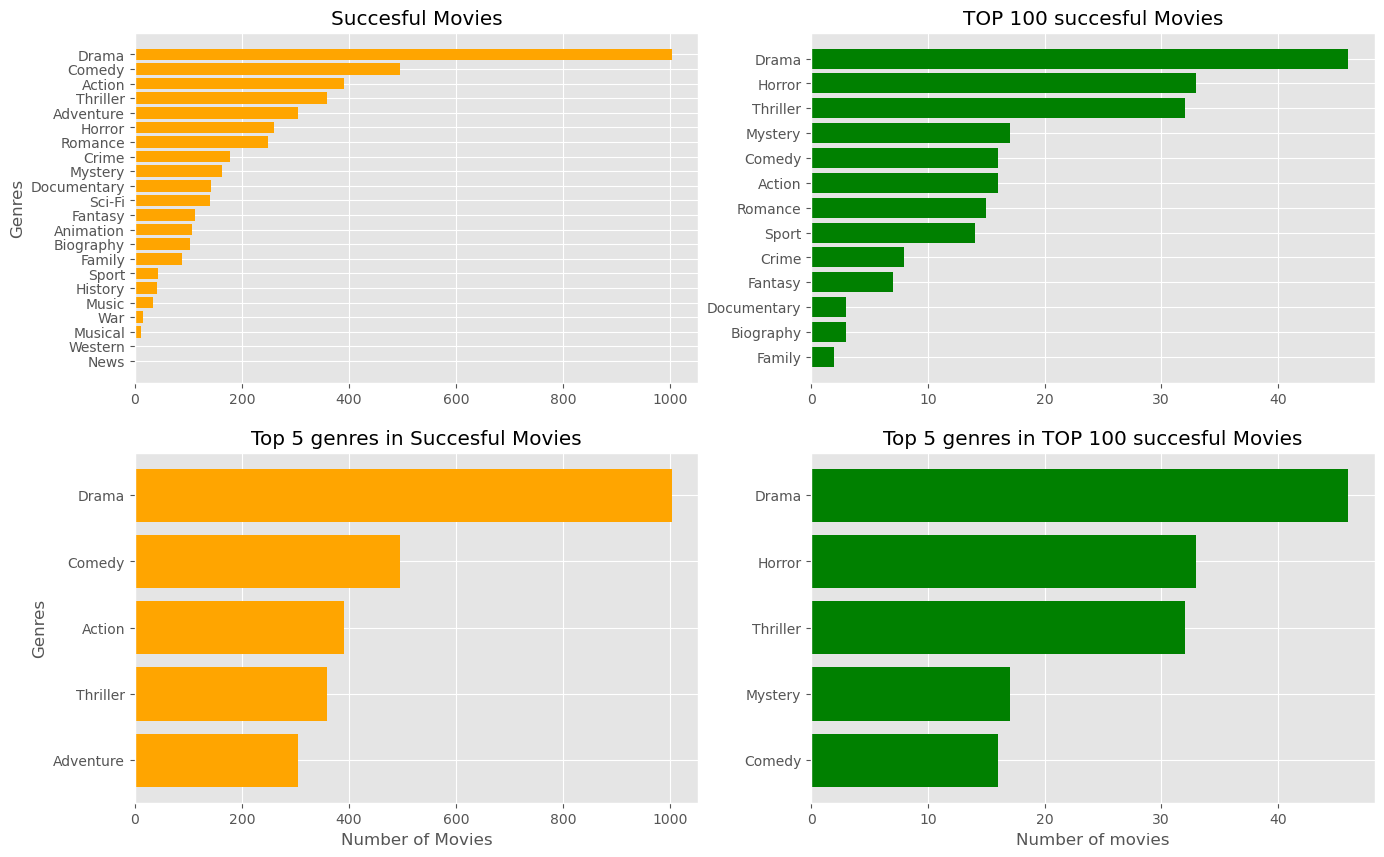 Succesful Movies
Genres
Drama
Comedy
Action
Thriller
Adventure
Horror
Romance
Crime
Mystery
Documentary
Sci-Fi
Fantasy
Animation
Biography
Family
Sport
History
Music
War
Musical
Western
News
0 200 400 600 800 1000
TOP 100 succesful Movies
Drama
Horror
Thriller
Mystery
Comedy
Action
Romance
Sport
Crime
Fantasy
Documentary
Biography
Family
0 10 20 30 40
Top 5 genres in Succesful Movies
Genres
Drama
Comedy
Action
Thriller
Adventure
0 200 400 600 800 1000
Number of Movies
Top 5 genres in TOP 100 succesful Movies
Drama
Horror
Thriller
Mystery
Comedy
0 10 20 30 40
Number of movies